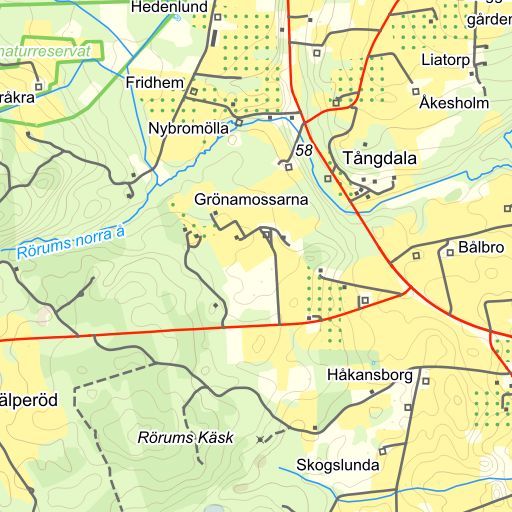 Hedenlund
gården
naturreservat
Liatorp
Fridhem
råkra
Åkesholm
Nybromölla
58
Tångdala
Grönamossarna
Rörums norra å
Bålbro
Håkansborg
älperöd
Rörums Käsk
Skogslunda